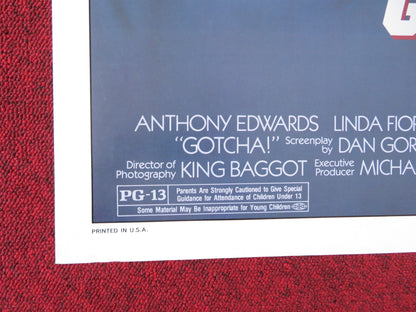 G
ANTHONY EDWARDS LINDA FIOR
"GOTCHA!" Screenplay by DAN GOR
Director of Photography KING BAGGOT Executive Producer MICHA
PG-13 Parents Are Strongly Cautioned to Give Special
Guidance for Attendance of Children Under 13
Some Material May Be Inappropriate for Young Children
PRINTED IN U.S.A.